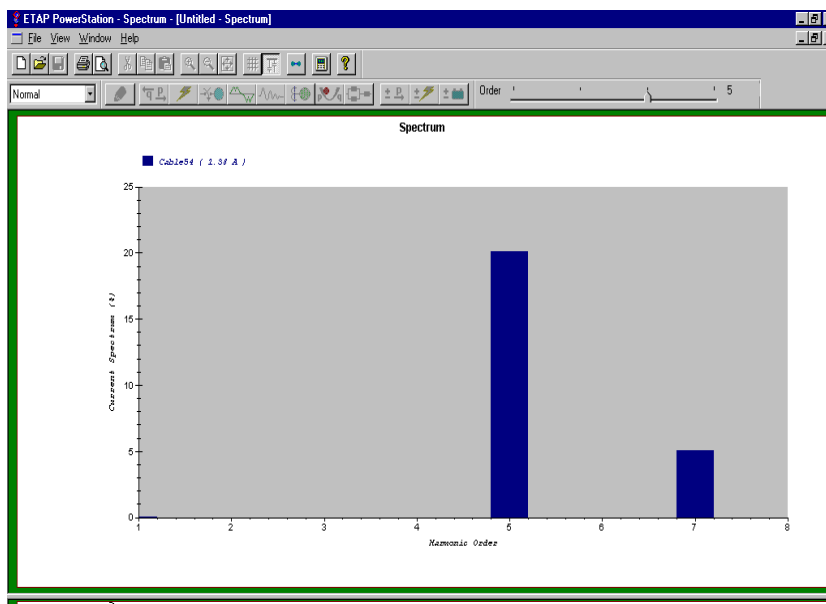 ETAP PowerStation - Spectrum - [Untitled - Spectrum]
File View Window Help
Normal Order 5
Spectrum
Cable54 ( 1.34 A )
25
20
15
10
5
0
Current Spectrum (%)
1 2 3 4 5 6 7 8
Harmonic Order